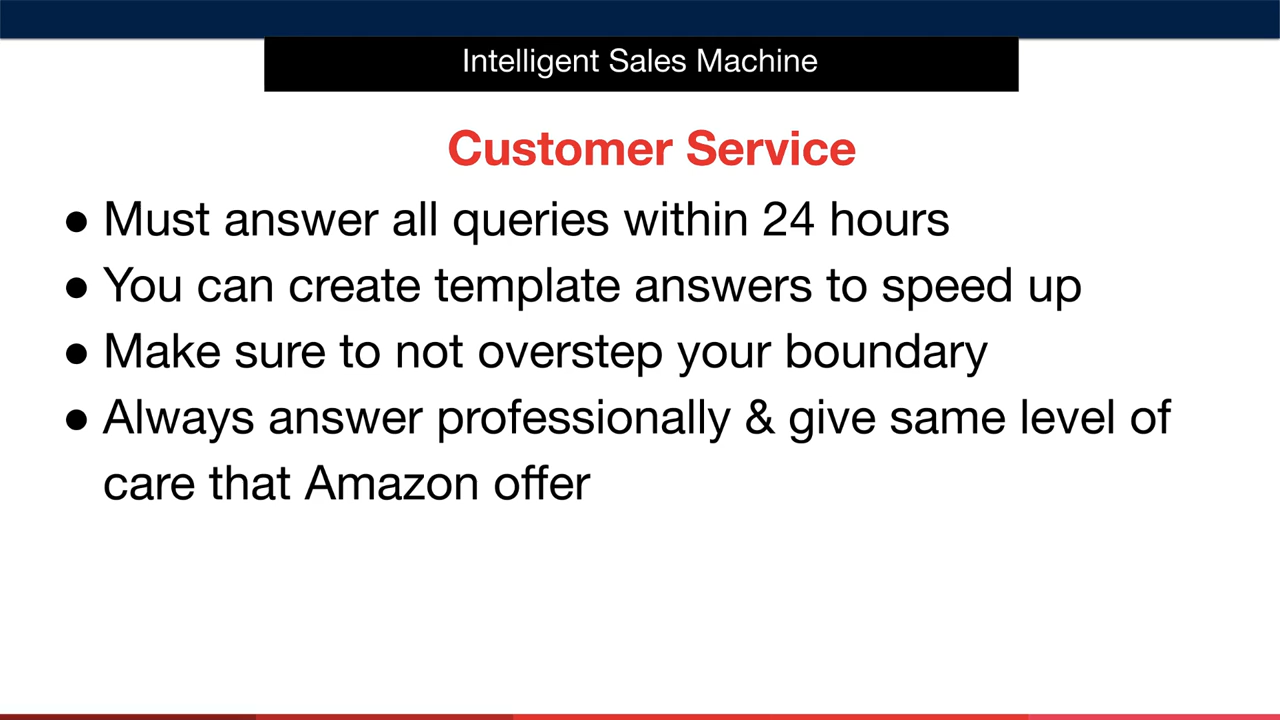 Intelligent Sales Machine
Customer Service
● Must answer all queries within 24 hours
● You can create template answers to speed up
● Make sure to not overstep your boundary
● Always answer professionally & give same level of
care that Amazon offer